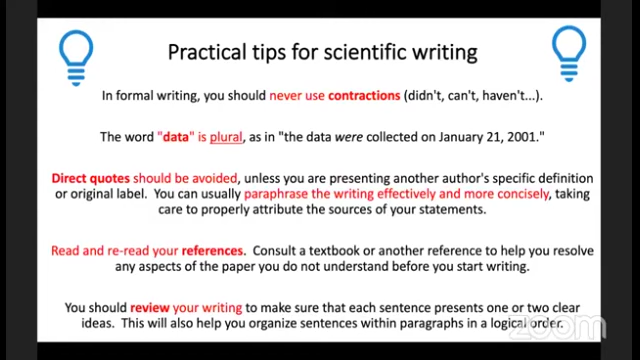 Practical tips for scientific writing
In formal writing, you should never use contractions (didn't, can't, haven't...).
The word "data" is plural, as in "the data were collected on January 21, 2001."
Direct quotes should be avoided, unless you are presenting another author's specific definition
or original label. You can usually paraphrase the writing effectively and more concisely, taking
care to properly attribute the sources of your statements.
Read and re-read your references. Consult a textbook or another reference to help you resolve
any aspects of the paper you do not understand before you start writing.
You should review your writing to make sure that each sentence presents one or two clear
ideas. This will also help you organize sentences within paragraphs in a logical order.
zoom